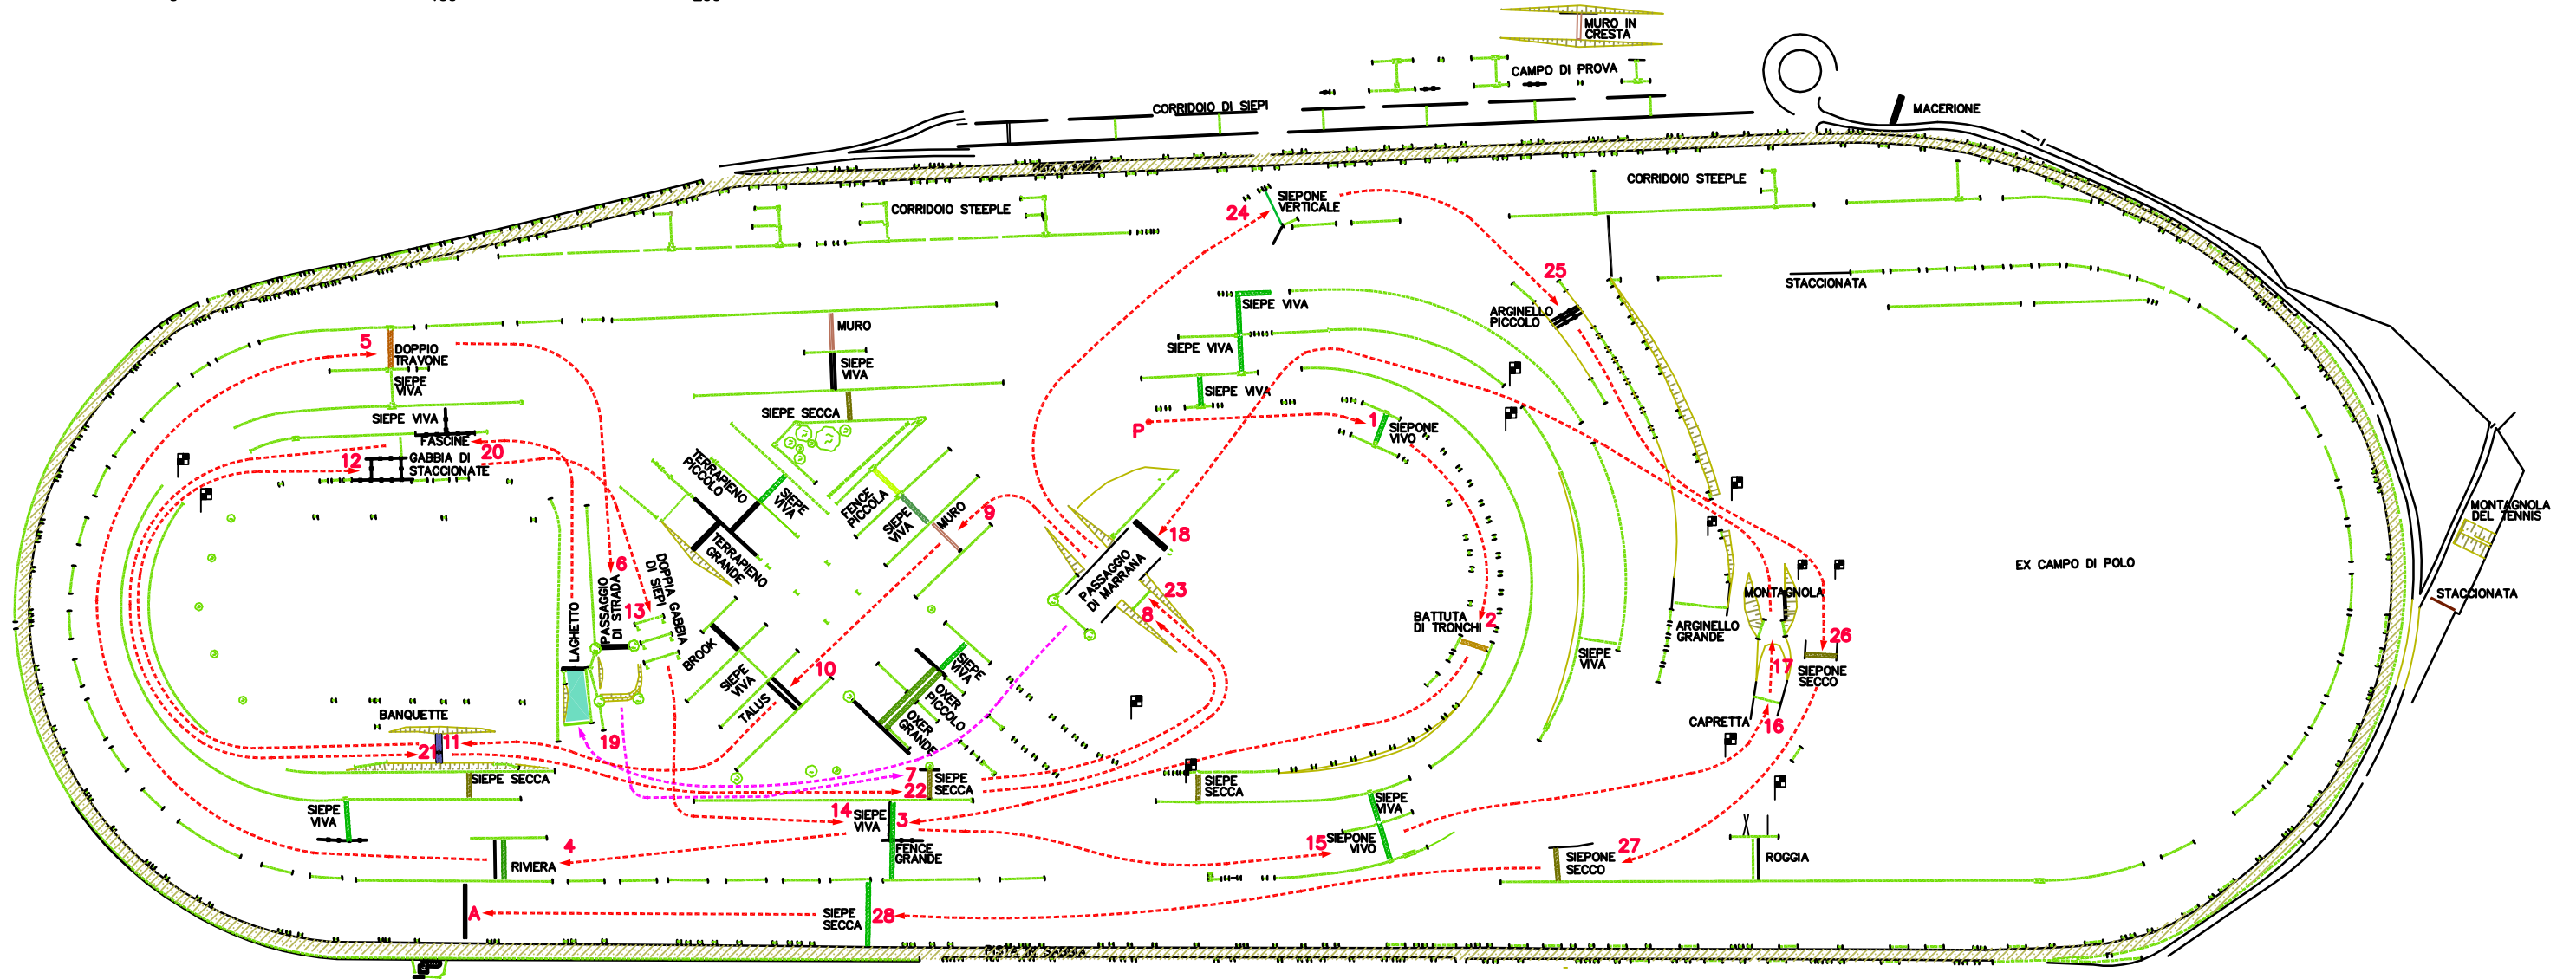 MURO IN
CRESTA
CAMPO DI PROVA
CORRIDOIO DI SIEPI
MACERIONE
CORRIDOIO STEEPLE
SIEPONE
VERTICALE
24
CORRIDOIO STEEPLE
25
STACCIONATA
ARGINELLO
PICCOLO
SIEPE VIVA
SIEPE VIVA
SIEPE VIVA
MURO
SIEPE
VIVA
5
DOPPIO
TRAVONE
SIEPE
VIVA
SIEPE VIVA
FASCINE
20
12
GABBIA DI
STACCIONATE
SIEPE SECCA
P
1
SIEPONE
VIVO
TERRAPIENO
PICCOLO
SIEPE
VIVA
TERRAPIENO
GRANDE
FENCE
PICCOLA
SIEPE
VIVA
MURO
9
18
PASSAGGIO
DI MARRANA
23
8
MONTAGNOLA
DEL TENNIS
STACCIONATA
EX CAMPO DI POLO
6
PASSAGGIO
DI STRADA
13
DOPPIA GABBIA
DI SIEPI
LAGHETTO
BROOK
SIEPE
VIVA
TALUS
10
BATTUTA
DI TRONCHI
2
SIEPE
VIVA
ARGINELLO
GRANDE
MONTAGNOLA
26
SIEPONE
SECCO
17
CAPRETTA
16
SIEPE
VIVA
OXER
PICCOLO
OXER
GRANDE
BANQUETTE
11
21
19
SIEPE SECCA
7
22
SIEPE
SECCA
SIEPE
SECCA
SIEPE
VIVA
14
SIEPE
VIVA
3
FENCE
GRANDE
4
RIVIERA
SIEPE
VIVA
15
SIEPONE
VIVO
SIEPONE
SECCO
27
ROGGIA
A
SIEPE
SECCA
28